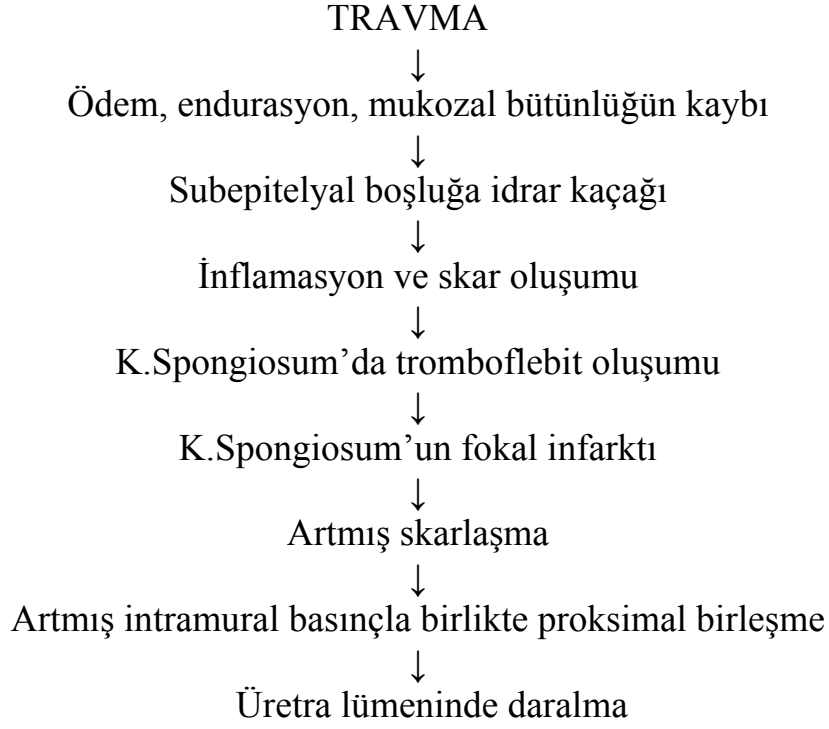 TRAVMA
↓
Ödem, endurasyon, mukozal bütünlüğün kaybı
↓
Subepitelyal boşluğa idrar kaçağı
↓
İnflamasyon ve skar oluşumu
↓
K.Spongiosum’da tromboflebit oluşumu
↓
K.Spongiosum’un fokal infarktı
↓
Artmış skarlaşma
↓
Artmış intramural basınçla birlikte proksimal birleşme
↓
Üretra lümeninde daralma